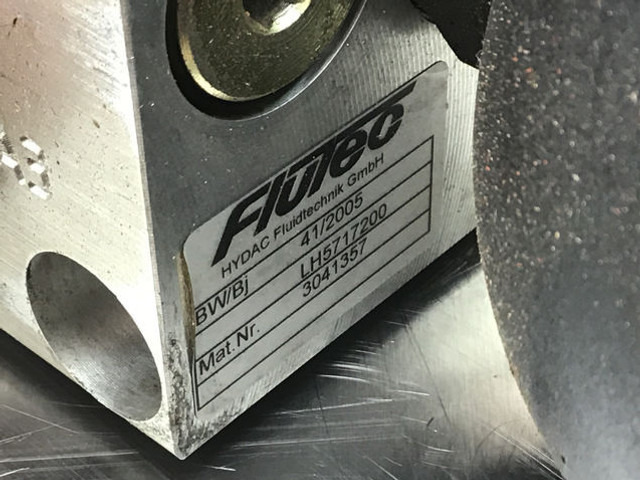 FLUTEC
HYDAC Fluidtechnik GmbH
BW/Bj 41/2005
LH5717200
Mat.Nr. 3041357